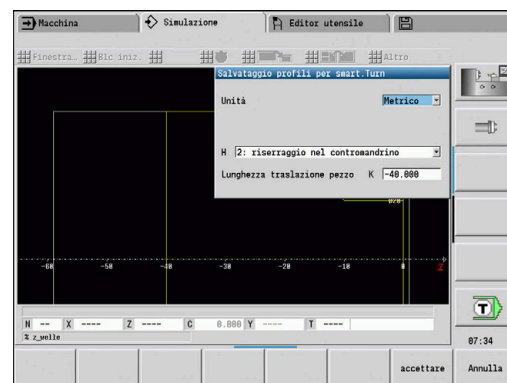 Macchina
Simulazione
Editor utensile
Finestra…
Blc iniz.
Altro
Salvataggio profili per smart.Turn
Unità Metrico
H 2: riserraggio nel contromandrino
Lunghezza traslazione pezzo K -40.000
-60 -50 -40 -30 -20 -10 0 Z
N -- X ---- Z ---- C 0.000 Y ---- T ----
% z_welle
T
07:34
accettare
Annulla